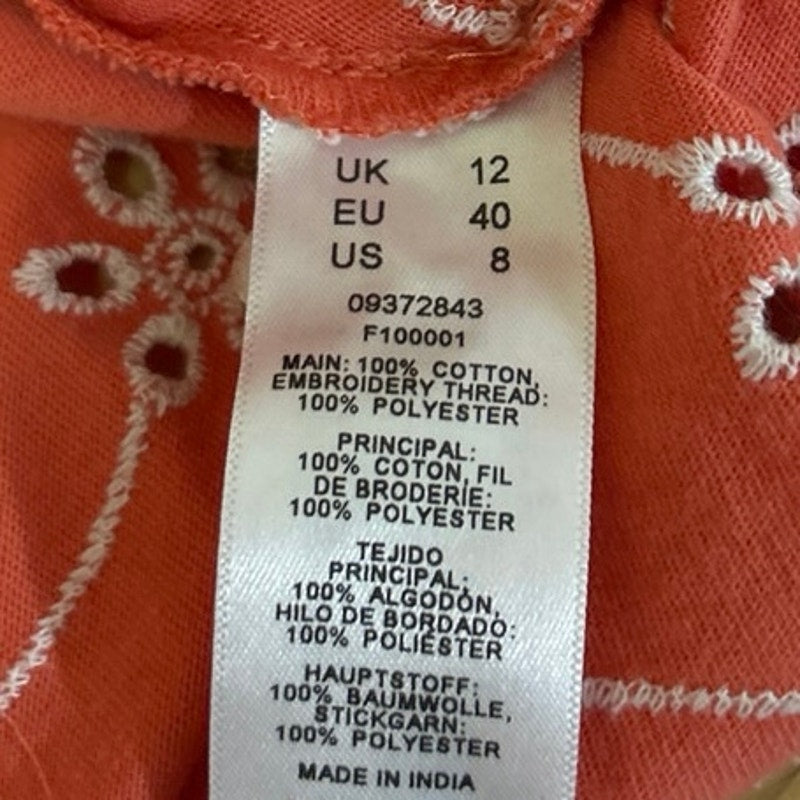 UK 12
EU 40
US 8
09372843
F100001
MAIN: 100% COTTON,
EMBROIDERY THREAD:
100% POLYESTER
PRINCIPAL:
100% COTON, FIL
DE BRODERIE:
100% POLYESTER
TEJIDO
PRINCIPAL:
100% ALGODÓN,
HILO DE BORDADO:
100% POLIÉSTER
HAUPTSTOFF:
100% BAUMWOLLE,
STICKGARN:
100% POLYESTER
MADE IN INDIA